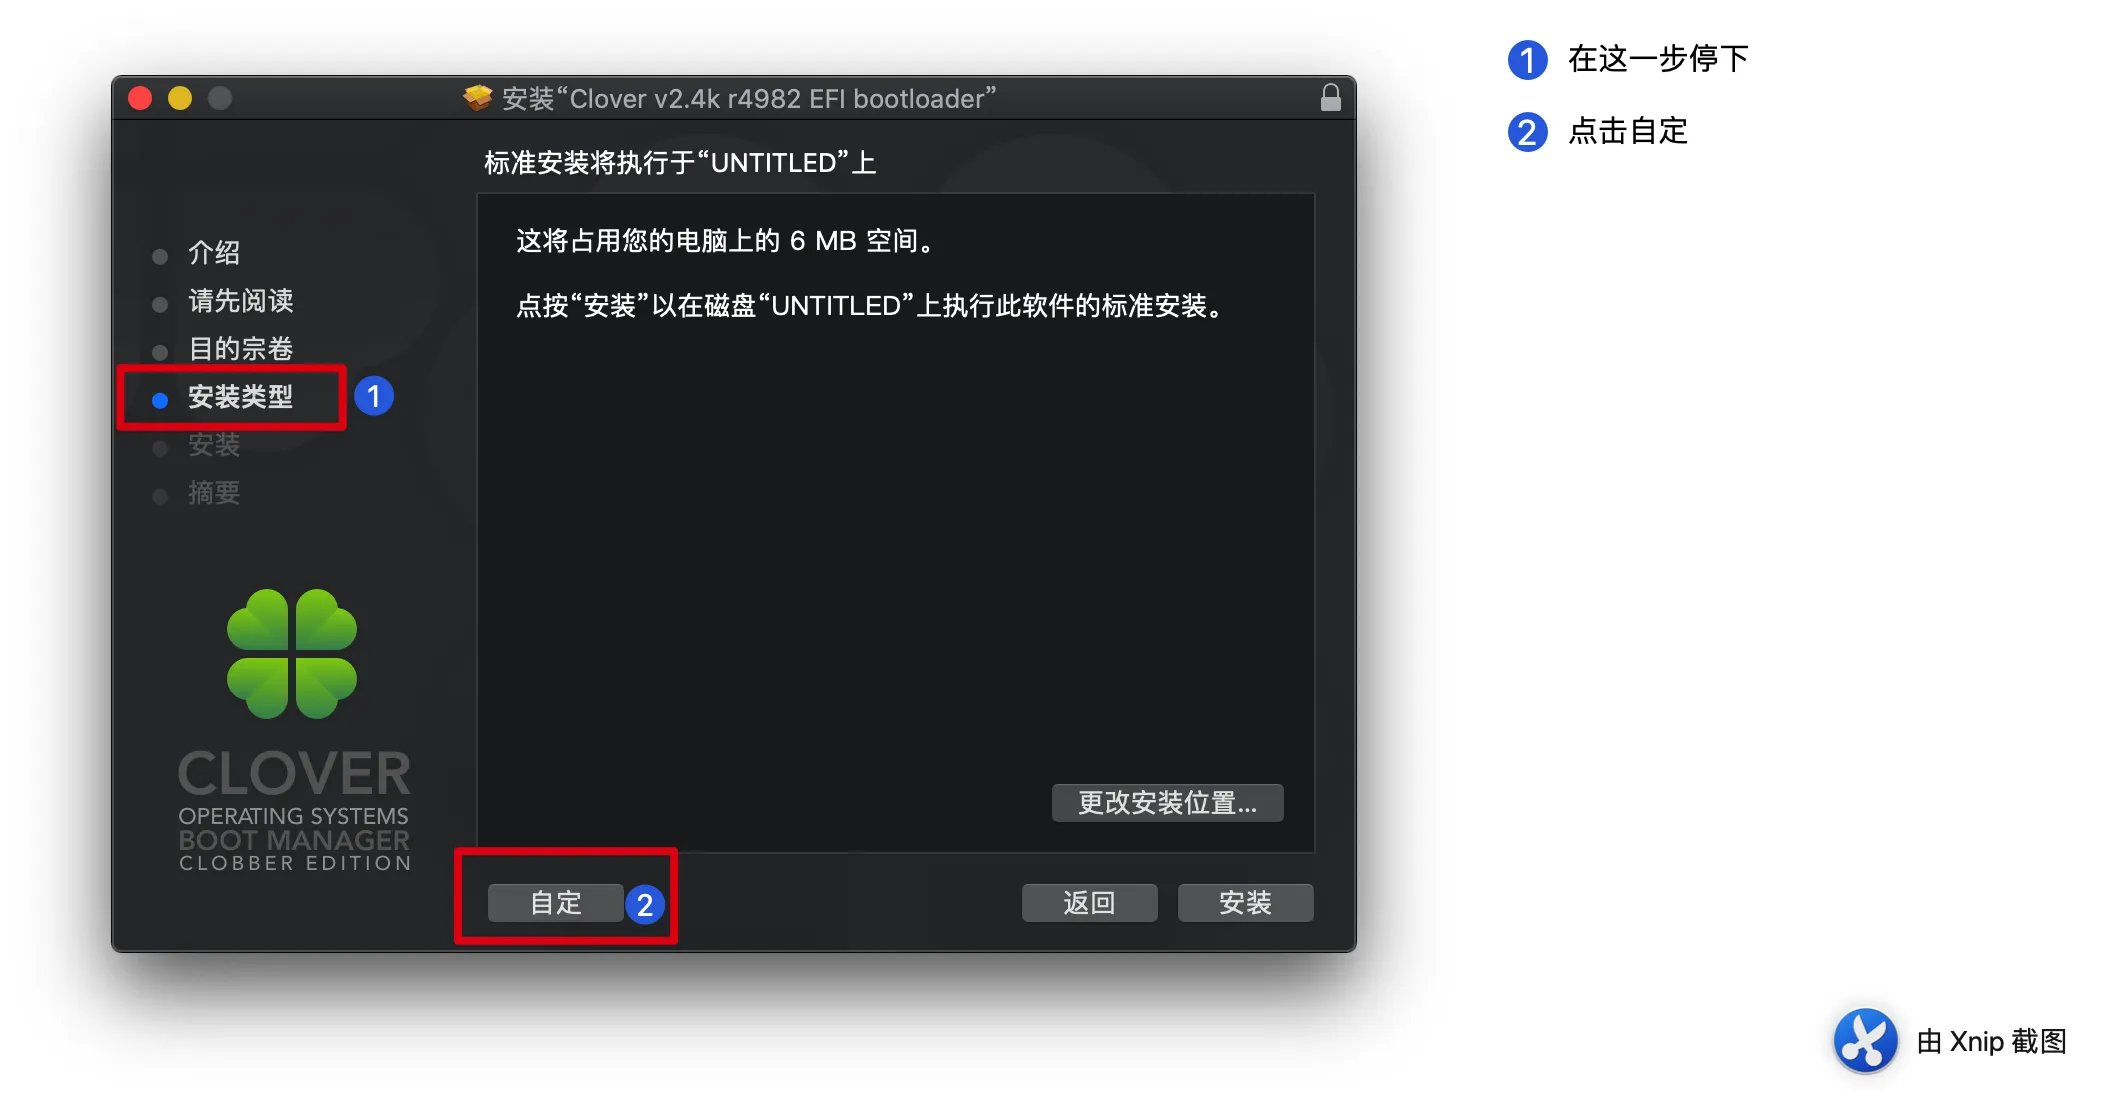 安装“Clover v2.4k r4982 EFI bootloader”
标准安装将执行于“UNTITLED”上
介绍
请先阅读
目的宗卷
安装类型
1
安装
摘要
这将占用您的电脑上的 6 MB 空间。
点按“安装”以在磁盘“UNTITLED”上执行此软件的标准安装。
更改安装位置...
CLOVER
OPERATING SYSTEMS
BOOT MANAGER
CLOBBER EDITION
自定
2
返回
安装
1 在这一步停下
2 点击自定
由 Xnip 截图